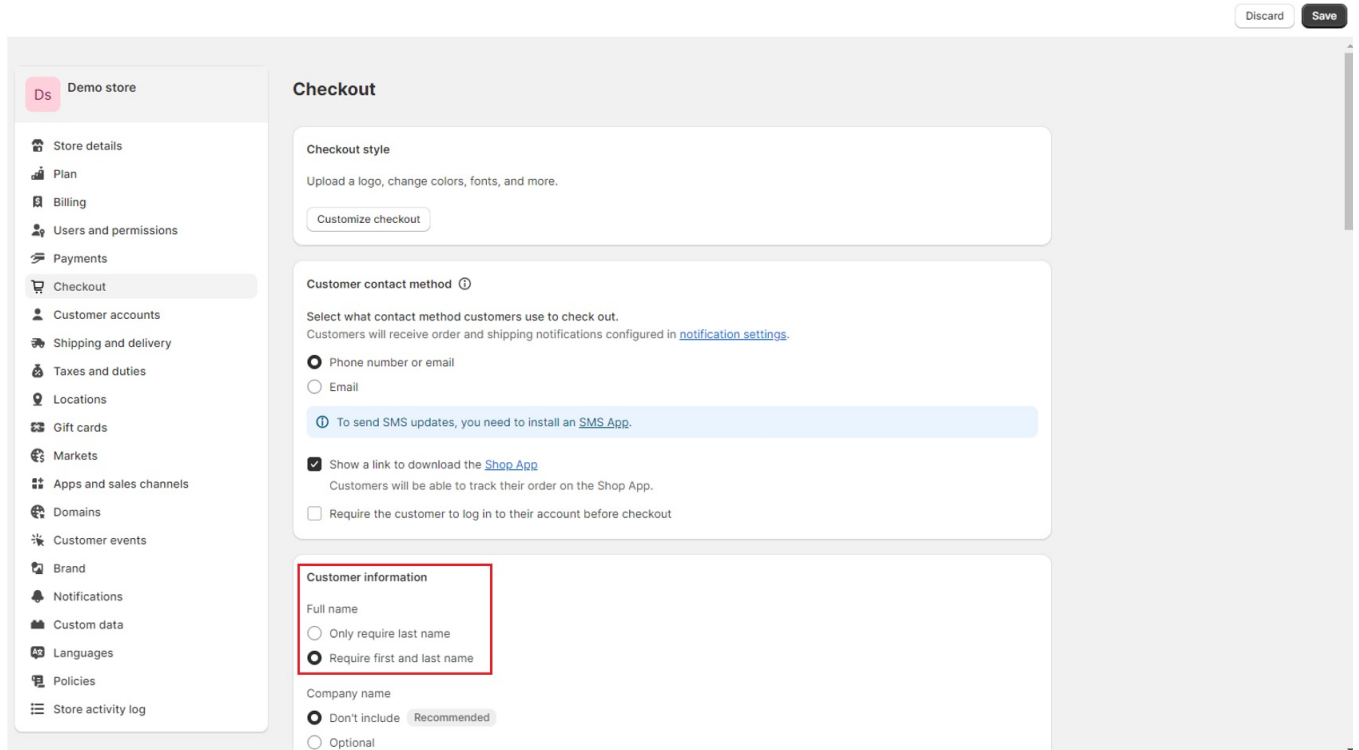 Discard
Save
Ds
Demo store
Store details
Plan
Billing
Users and permissions
Payments
Checkout
Customer accounts
Shipping and delivery
Taxes and duties
Locations
Gift cards
Markets
Apps and sales channels
Domains
Customer events
Brand
Notifications
Custom data
Languages
Policies
Store activity log
Checkout
Checkout style
Upload a logo, change colors, fonts, and more.
Customize checkout
Customer contact method
Select what contact method customers use to check out.
Customers will receive order and shipping notifications configured in notification settings.
Phone number or email
Email
To send SMS updates, you need to install an SMS App.
Show a link to download the Shop App
Customers will be able to track their order on the Shop App.
Require the customer to log in to their account before checkout
Customer information
Full name
Only require last name
Require first and last name
Company name
Don't include Recommended
Optional